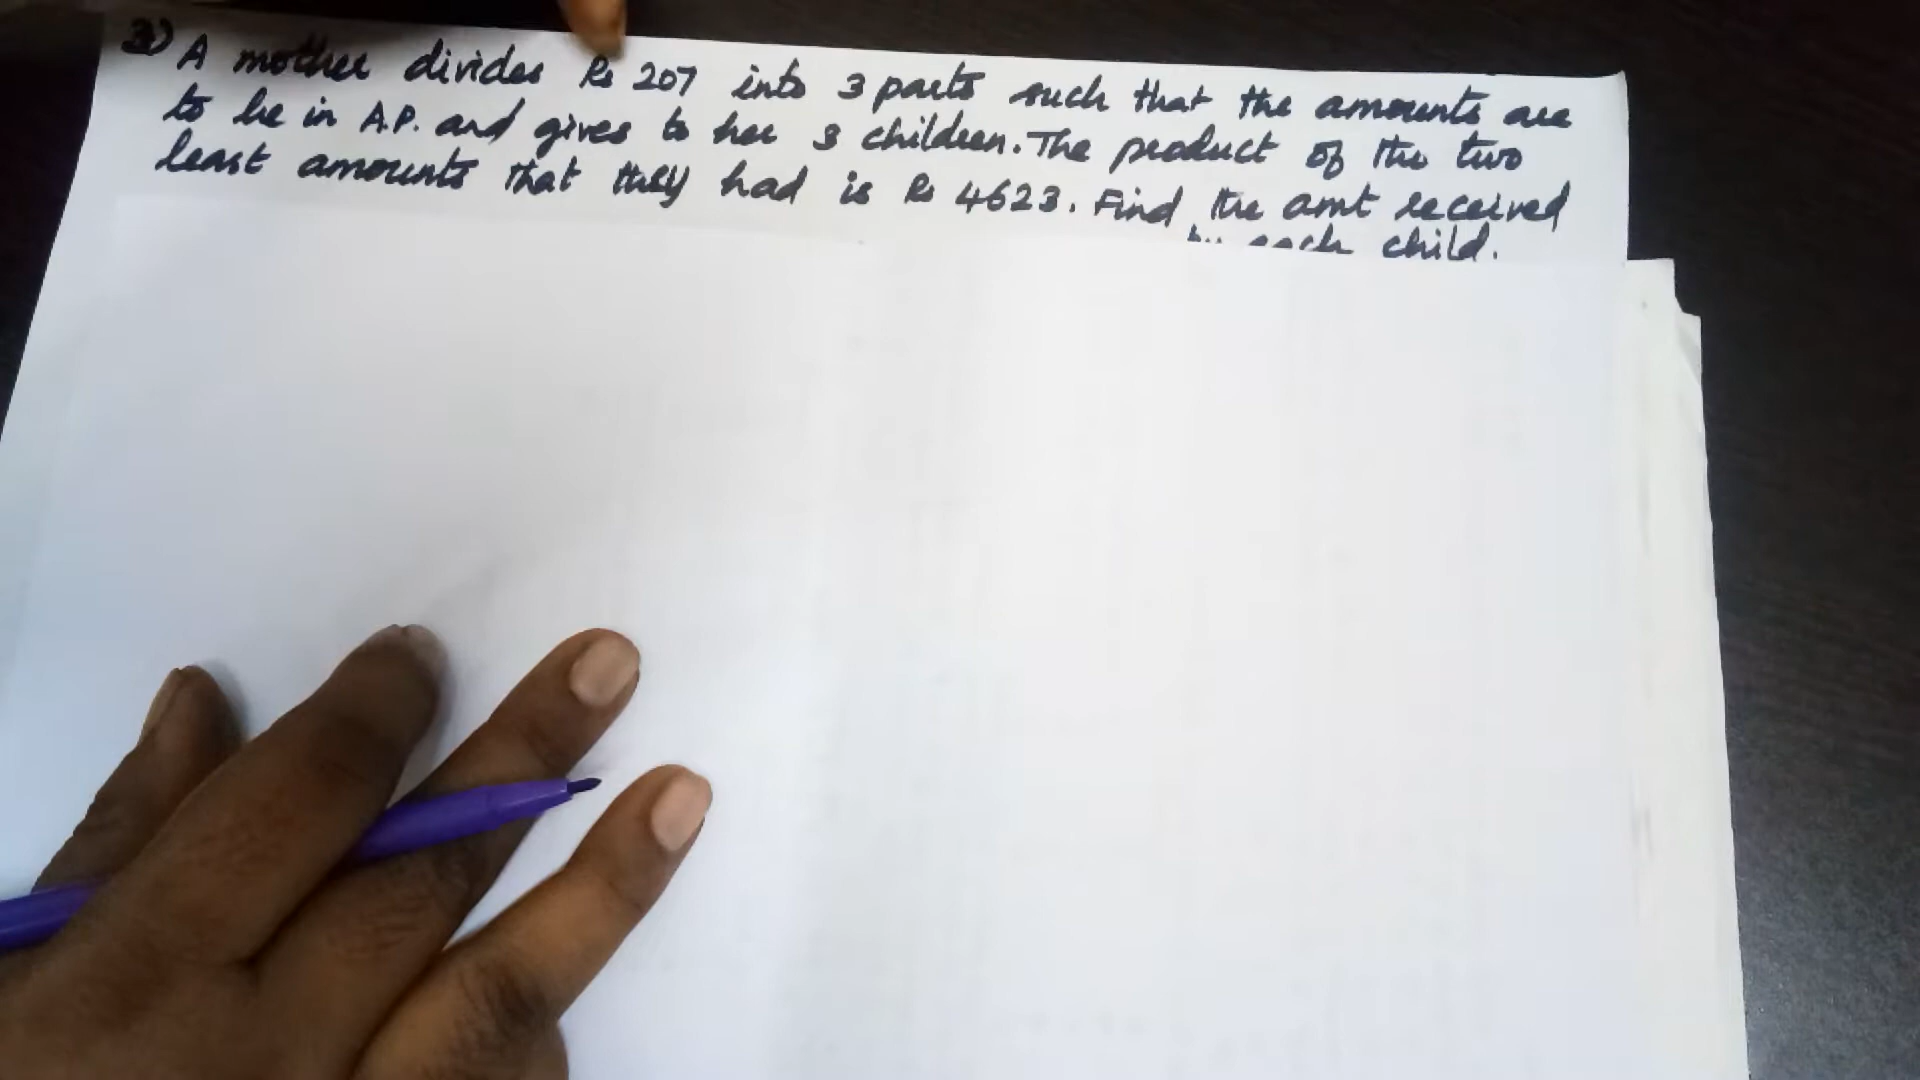 3) A mother divides Rs 207 into 3 parts such that the amounts are
to be in A.P. and gives to her 3 children. The product of the two
least amounts that they had is Rs 4623. Find the amt received
by each child.